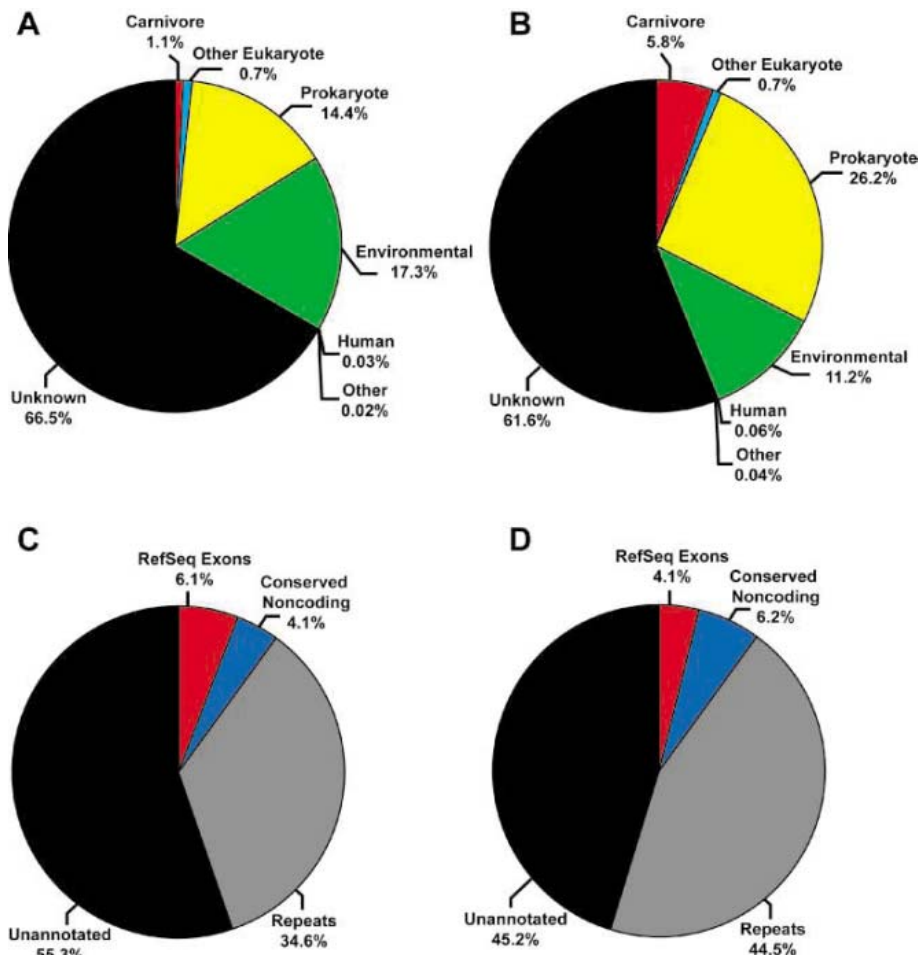 A
Carnivore
1.1%
Other Eukaryote
0.7%
Prokaryote
14.4%
Environmental
17.3%
Human
0.03%
Other
0.02%
Unknown
66.5%
B
Carnivore
5.8%
Other Eukaryote
0.7%
Prokaryote
26.2%
Environmental
11.2%
Human
0.06%
Other
0.04%
Unknown
61.6%
C
RefSeq Exons
6.1%
Conserved
Noncoding
4.1%
Repeats
34.6%
Unannotated
55.3%
D
RefSeq Exons
4.1%
Conserved
Noncoding
6.2%
Repeats
44.5%
Unannotated
45.2%